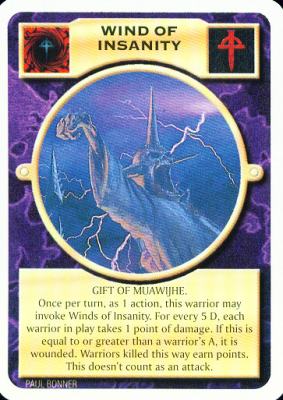 WIND OF
INSANITY
GIFT OF MUAWIJHE.
Once per turn, as 1 action, this warrior may
invoke Winds of Insanity. For every 5 D, each
warrior in play takes 1 point of damage. If this is
equal to or greater than a warrior's A, it is
wounded. Warriors killed this way earn points.
This doesn't count as an attack.
PAUL BONNER